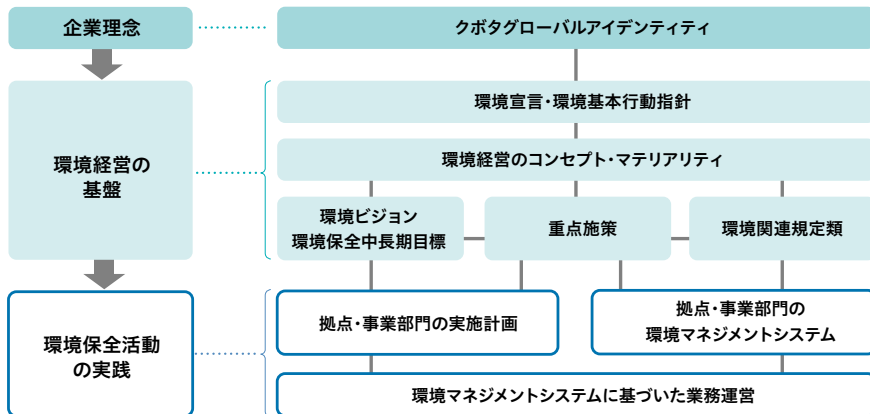 企業理念
クボタグローバルアイデンティティ
環境経営の
基盤
環境宣言・環境基本行動指針
環境経営のコンセプト・マテリアリティ
環境ビジョン
環境保全中長期目標
重点施策
環境関連規定類
環境保全活動
の実践
拠点・事業部門の実施計画
拠点・事業部門の
環境マネジメントシステム
環境マネジメントシステムに基づいた業務運営